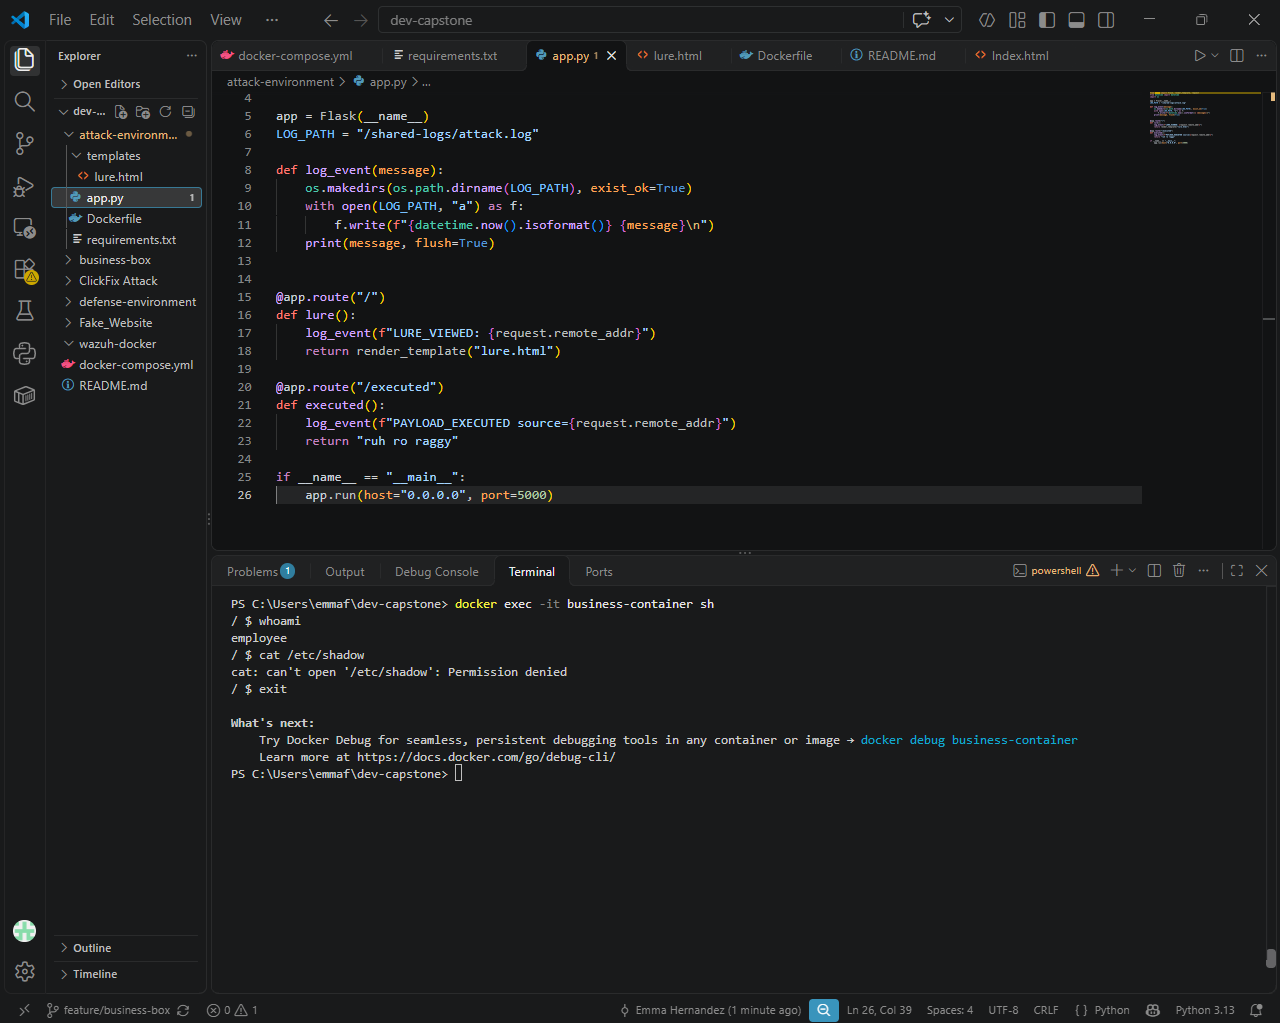 File Edit Selection View ··· dev-capstone
Explorer ···
docker-compose.yml requirements.txt app.py 1 lure.html Dockerfile README.md Index.html ···
Open Editors
attack-environment > app.py > ...
dev-...
attack-environm...
templates
lure.html
app.py 1
Dockerfile
requirements.txt
business-box
ClickFix Attack
defense-environment
Fake_Website
wazuh-docker
docker-compose.yml
README.md
4
5 app = Flask(__name__)
6 LOG_PATH = "/shared-logs/attack.log"
7
8 def log_event(message):
9 os.makedirs(os.path.dirname(LOG_PATH), exist_ok=True)
10 with open(LOG_PATH, "a") as f:
11 f.write(f"{datetime.now().isoformat()} {message}\n")
12 print(message, flush=True)
13
14
15 @app.route("/")
16 def lure():
17 log_event(f"LURE_VIEWED: {request.remote_addr}")
18 return render_template("lure.html")
19
20 @app.route("/executed")
21 def executed():
22 log_event(f"PAYLOAD_EXECUTED source={request.remote_addr}")
23 return "ruh ro raggy"
24
25 if __name__ == "__main__":
26 app.run(host="0.0.0.0", port=5000)
Problems 1 Output Debug Console Terminal Ports powershell ···
PS C:\Users\emmaf\dev-capstone> docker exec -it business-container sh
/ $ whoami
employee
/ $ cat /etc/shadow
cat: can't open '/etc/shadow': Permission denied
/ $ exit
What's next:
Try Docker Debug for seamless, persistent debugging tools in any container or image → docker debug business-container
Learn more at https://docs.docker.com/go/debug-cli/
PS C:\Users\emmaf\dev-capstone>
Outline
Timeline
feature/business-box 0 1 Emma Hernandez (1 minute ago) Ln 26, Col 39 Spaces: 4 UTF-8 CRLF { } Python Python 3.13